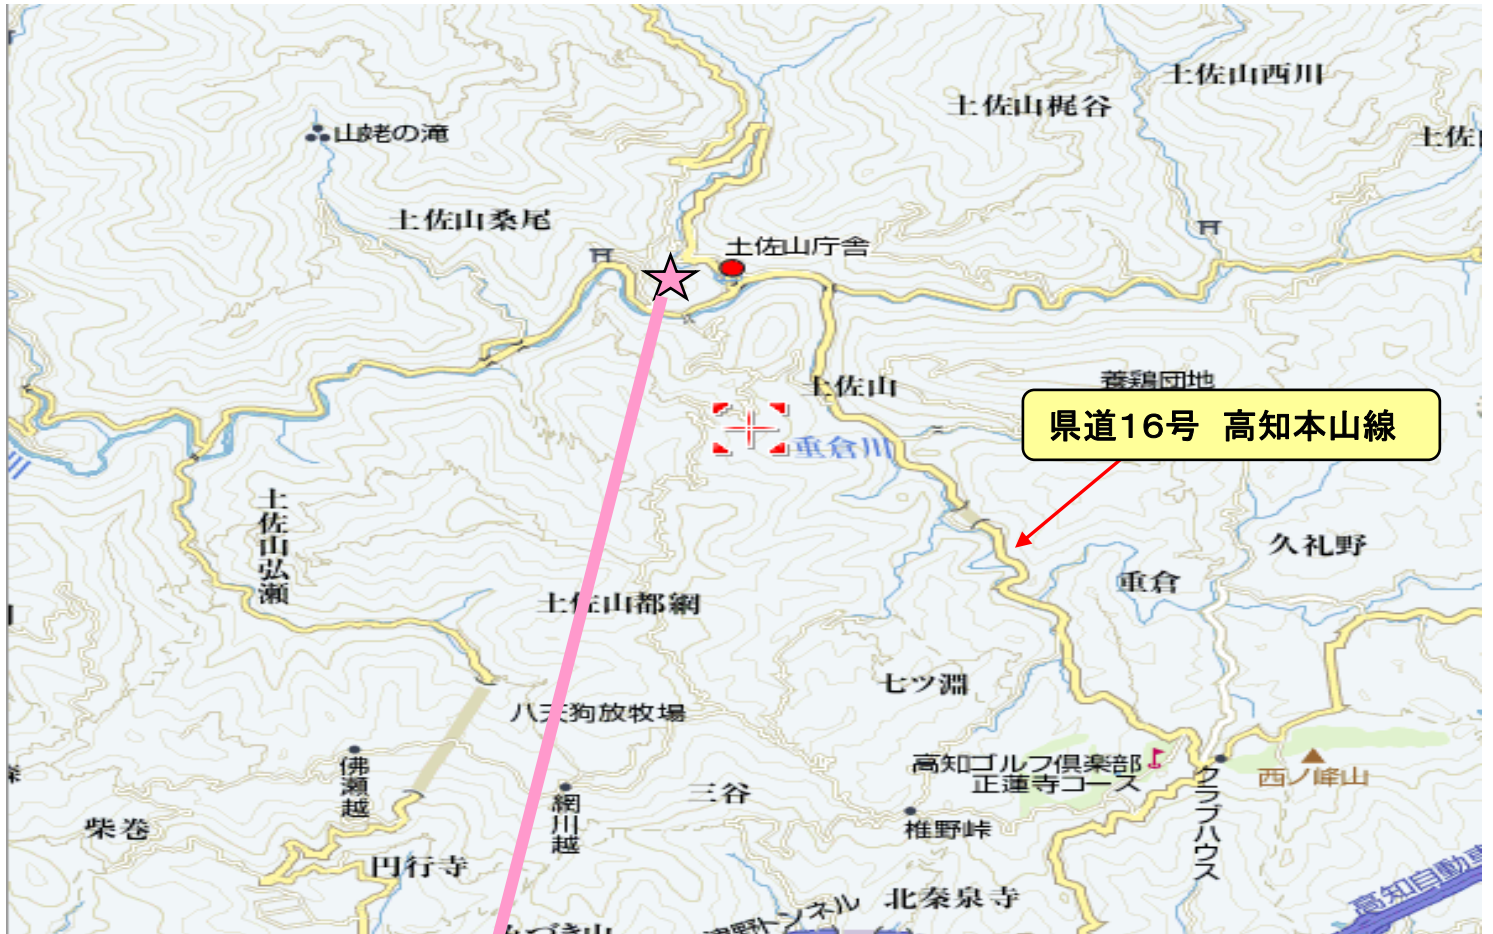 土佐山西川
土佐山梶谷
山姥の滝
土佐山桑尾
土佐山庁舎
土佐山
養鶏団地
県道16号 高知本山線
重倉川
土佐山弘瀬
久礼野
重倉
土佐山都網
七ツ淵
八天狗放牧場
佛瀬越
高知ゴルフ倶楽部
正蓮寺コース
西ノ峰山
クラブハウス
三谷
網川越
椎野峠
柴巻
円行寺
北秦泉寺
高知自動車
トンネル